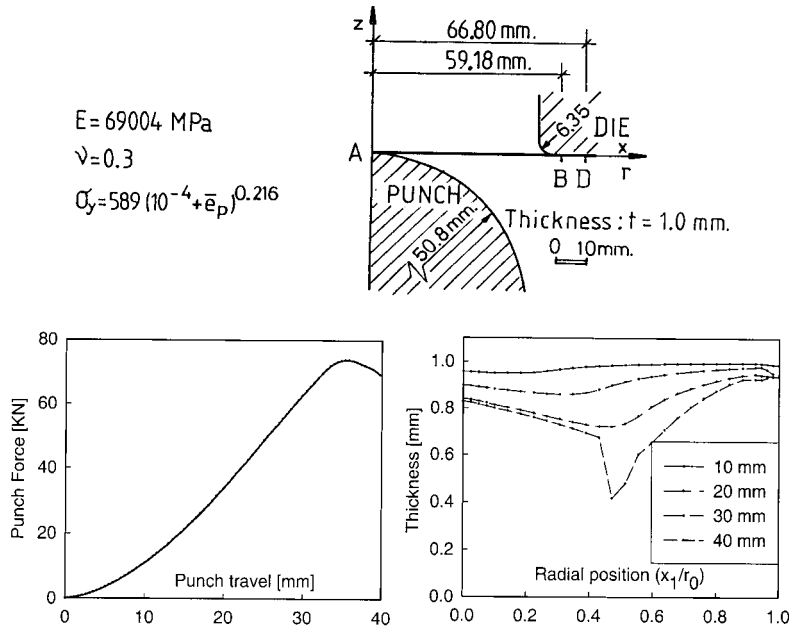 z
66.80 mm.
59.18 mm.
E = 69004 MPa
ν = 0.3
σy = 589 (10^-4 + e̅p)^0.216
6.35
DIE
A
x
r
B D
PUNCH
50.8 mm.
Thickness : t = 1.0 mm.
0 10mm.
Punch Force [KN]
80
60
40
20
0
0 10 20 30 40
Punch travel [mm]
Thickness [mm]
1.0
0.8
0.6
0.4
0.2
0.0
0.0 0.2 0.4 0.6 0.8 1.0
10 mm
20 mm
30 mm
40 mm
Radial position (x1/r0)